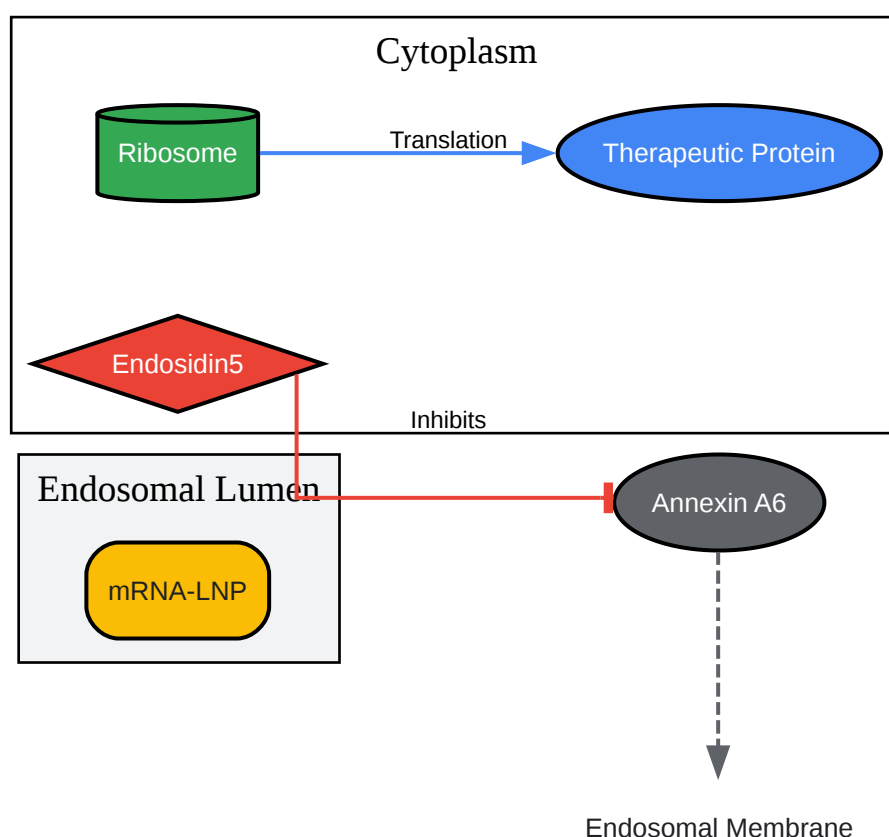 Cytoplasm
Ribosome
Translation
Therapeutic Protein
Endosidin5
Inhibits
Endosomal Lumen
Annexin A6
mRNA-LNP
Endosomal Membrane